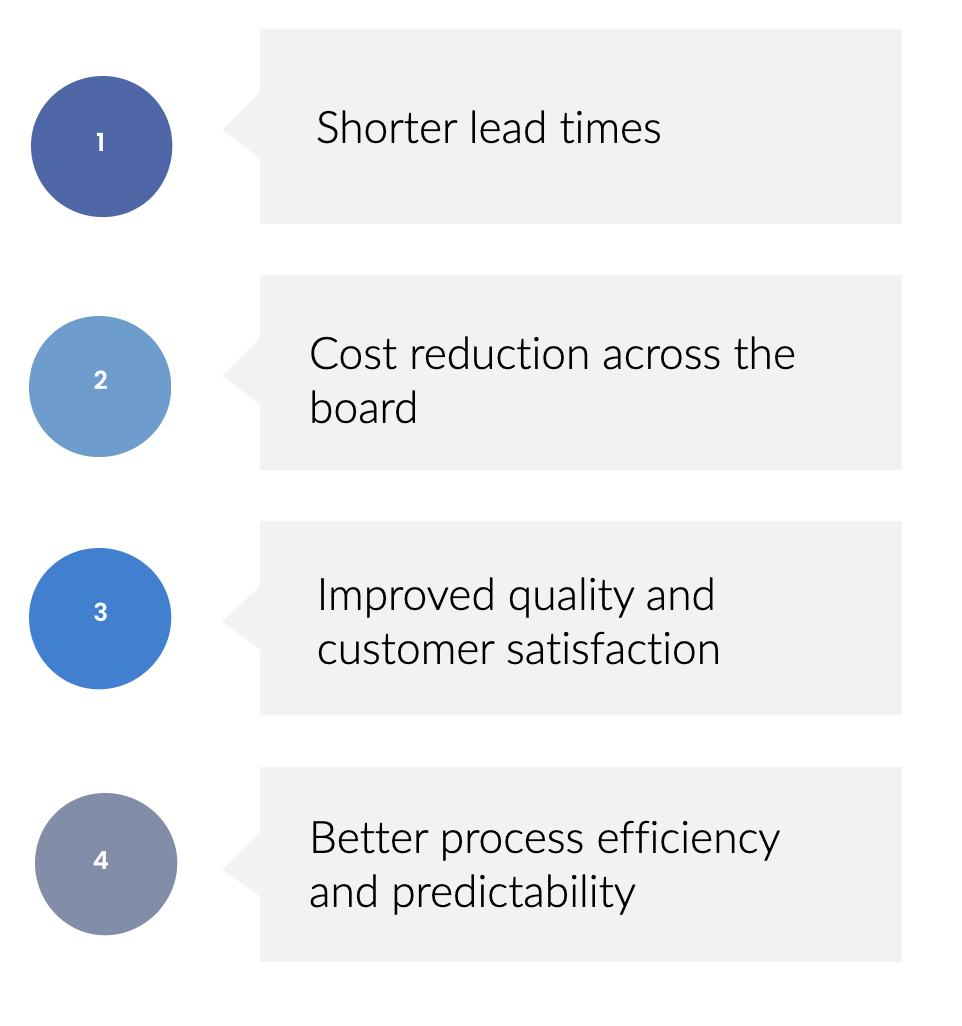 1
Shorter lead times
2
Cost reduction across the
board
3
Improved quality and
customer satisfaction
4
Better process efficiency
and predictability